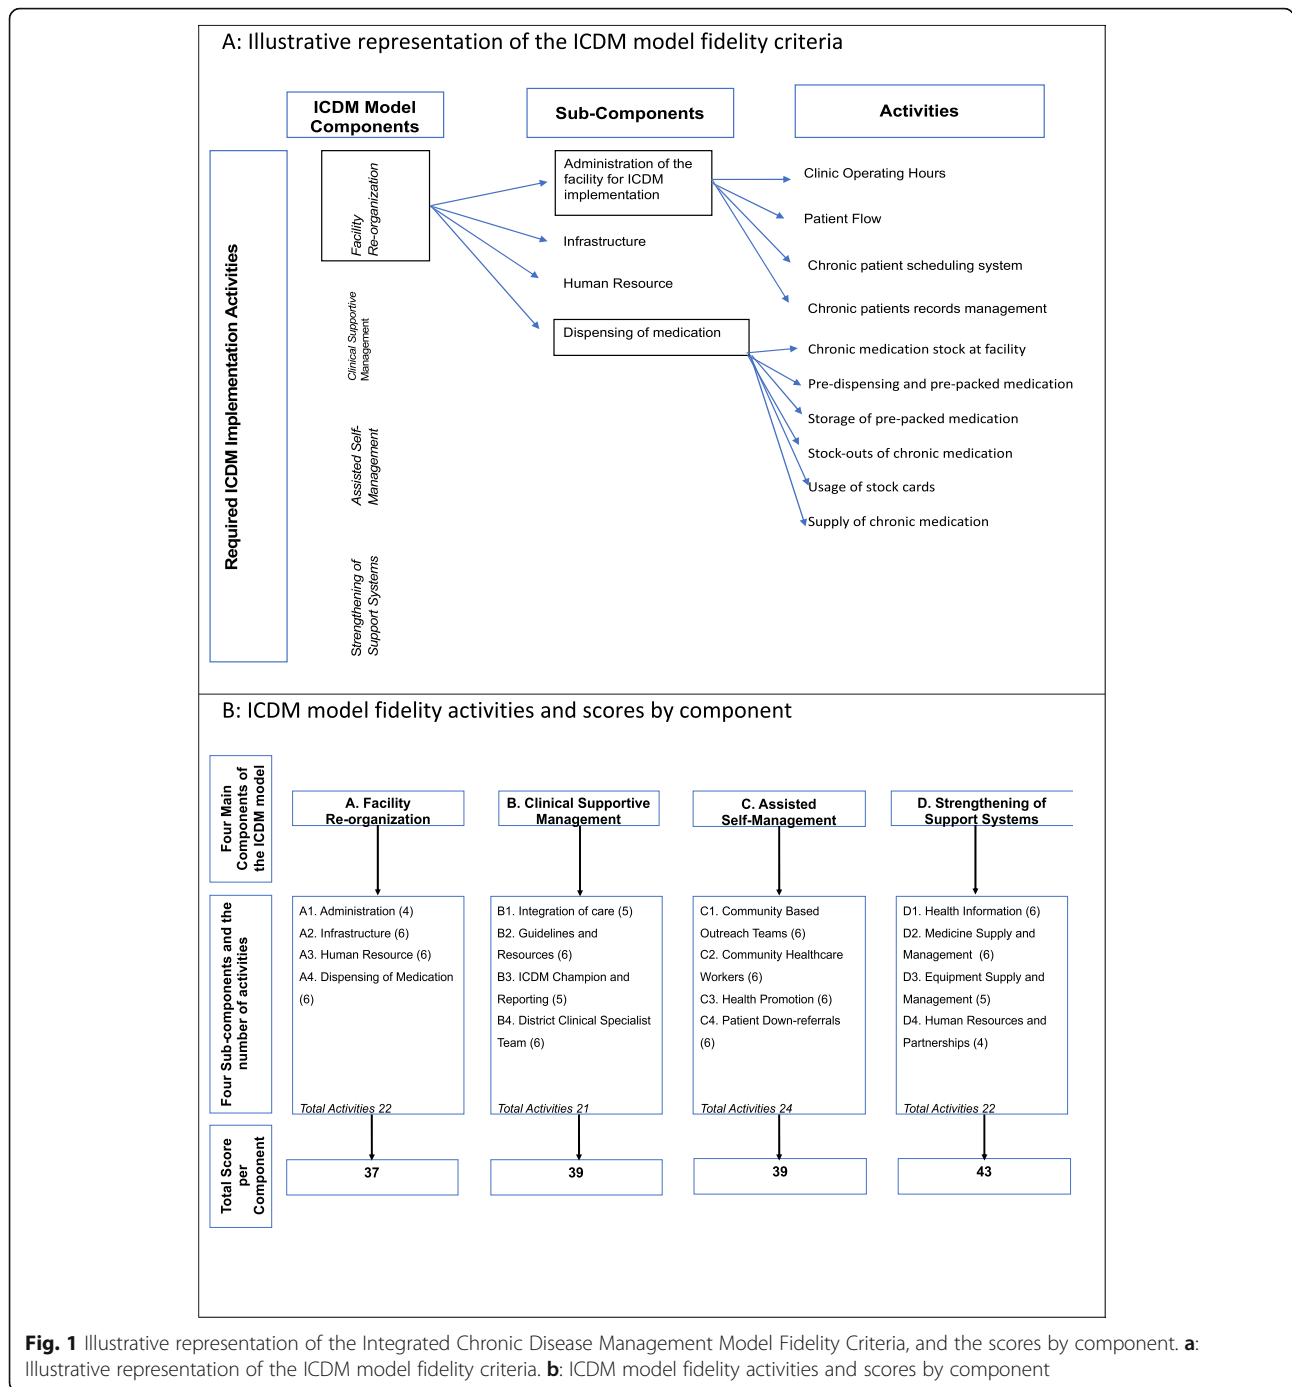 A: Illustrative representation of the ICDM model fidelity criteria
ICDM Model
Components
Sub-Components
Activities
Required ICDM Implementation Activities
Facility
Re-organization
Clinical Supportive
Management
Assisted Self-
Management
Strengthening of
Support Systems
Administration of the
facility for ICDM
implementation
Infrastructure
Human Resource
Dispensing of medication
Clinic Operating Hours
Patient Flow
Chronic patient scheduling system
Chronic patients records management
Chronic medication stock at facility
Pre-dispensing and pre-packed medication
Storage of pre-packed medication
Stock-outs of chronic medication
Usage of stock cards
Supply of chronic medication
B: ICDM model fidelity activities and scores by component
Four Main
Components of
the ICDM model
A. Facility
Re-organization
B. Clinical Supportive
Management
C. Assisted
Self-Management
D. Strengthening of
Support Systems
Four Sub-components and the
number of activities
A1. Administration (4)
A2. Infrastructure (6)
A3. Human Resource (6)
A4. Dispensing of Medication
(6)
Total Activities 22
B1. Integration of care (5)
B2. Guidelines and
Resources (6)
B3. ICDM Champion and
Reporting (5)
B4. District Clinical Specialist
Team (6)
Total Activities 21
C1. Community Based
Outreach Teams (6)
C2. Community Healthcare
Workers (6)
C3. Health Promotion (6)
C4. Patient Down-referrals
(6)
Total Activities 24
D1. Health Information (6)
D2. Medicine Supply and
Management (6)
D3. Equipment Supply and
Management (5)
D4. Human Resources and
Partnerships (4)
Total Activities 22
Total Score
per
Component
37
39
39
43
Fig. 1 Illustrative representation of the Integrated Chronic Disease Management Model Fidelity Criteria, and the scores by component. a:
Illustrative representation of the ICDM model fidelity criteria. b: ICDM model fidelity activities and scores by component